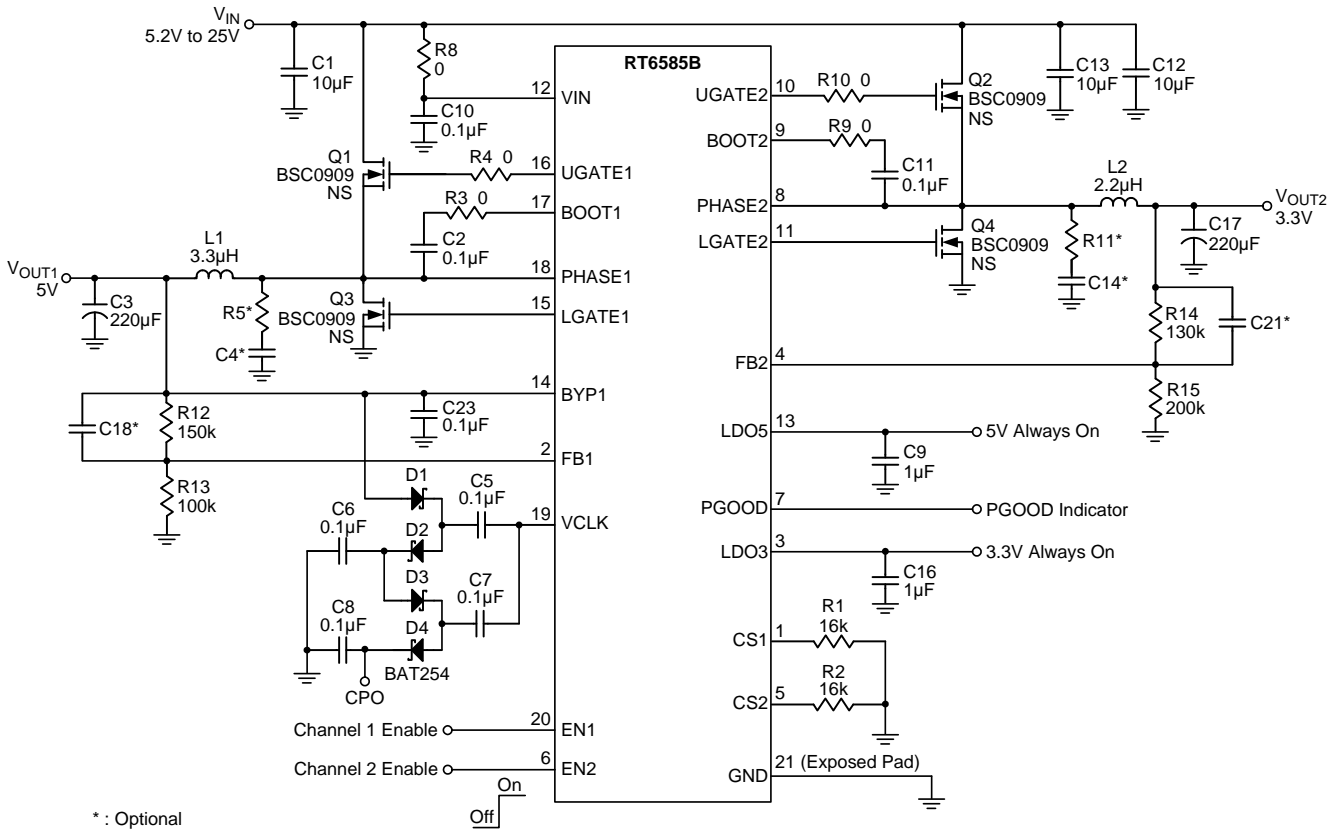 VIN
5.2V to 25V
C1
10µF
R8
0
12
VIN
C10
0.1µF
RT6585B
Q1
BSC0909
NS
R4 0
16
UGATE1
R3 0
17
BOOT1
C2
0.1µF
L1
3.3µH
VOUT1
5V
C3
220µF
R5*
C4*
18
PHASE1
Q3
BSC0909
NS
15
LGATE1
14
BYP1
C23
0.1µF
C18*
R12
150k
2
FB1
R13
100k
D1
C5
0.1µF
19
VCLK
C6
0.1µF
D2
D3
C7
0.1µF
C8
0.1µF
D4
BAT254
CPO
Channel 1 Enable
20
EN1
Channel 2 Enable
6
EN2
On
Off
* : Optional
UGATE2
10
R10 0
Q2
BSC0909
NS
C13
10µF
C12
10µF
BOOT2
9
R9 0
C11
0.1µF
PHASE2
8
L2
2.2µH
VOUT2
3.3V
C17
220µF
LGATE2
11
Q4
BSC0909
NS
R11*
C14*
R14
130k
C21*
FB2
4
R15
200k
LDO5
13
5V Always On
C9
1µF
PGOOD
7
PGOOD Indicator
LDO3
3
3.3V Always On
C16
1µF
CS1
1
R1
16k
CS2
5
R2
16k
GND
21 (Exposed Pad)